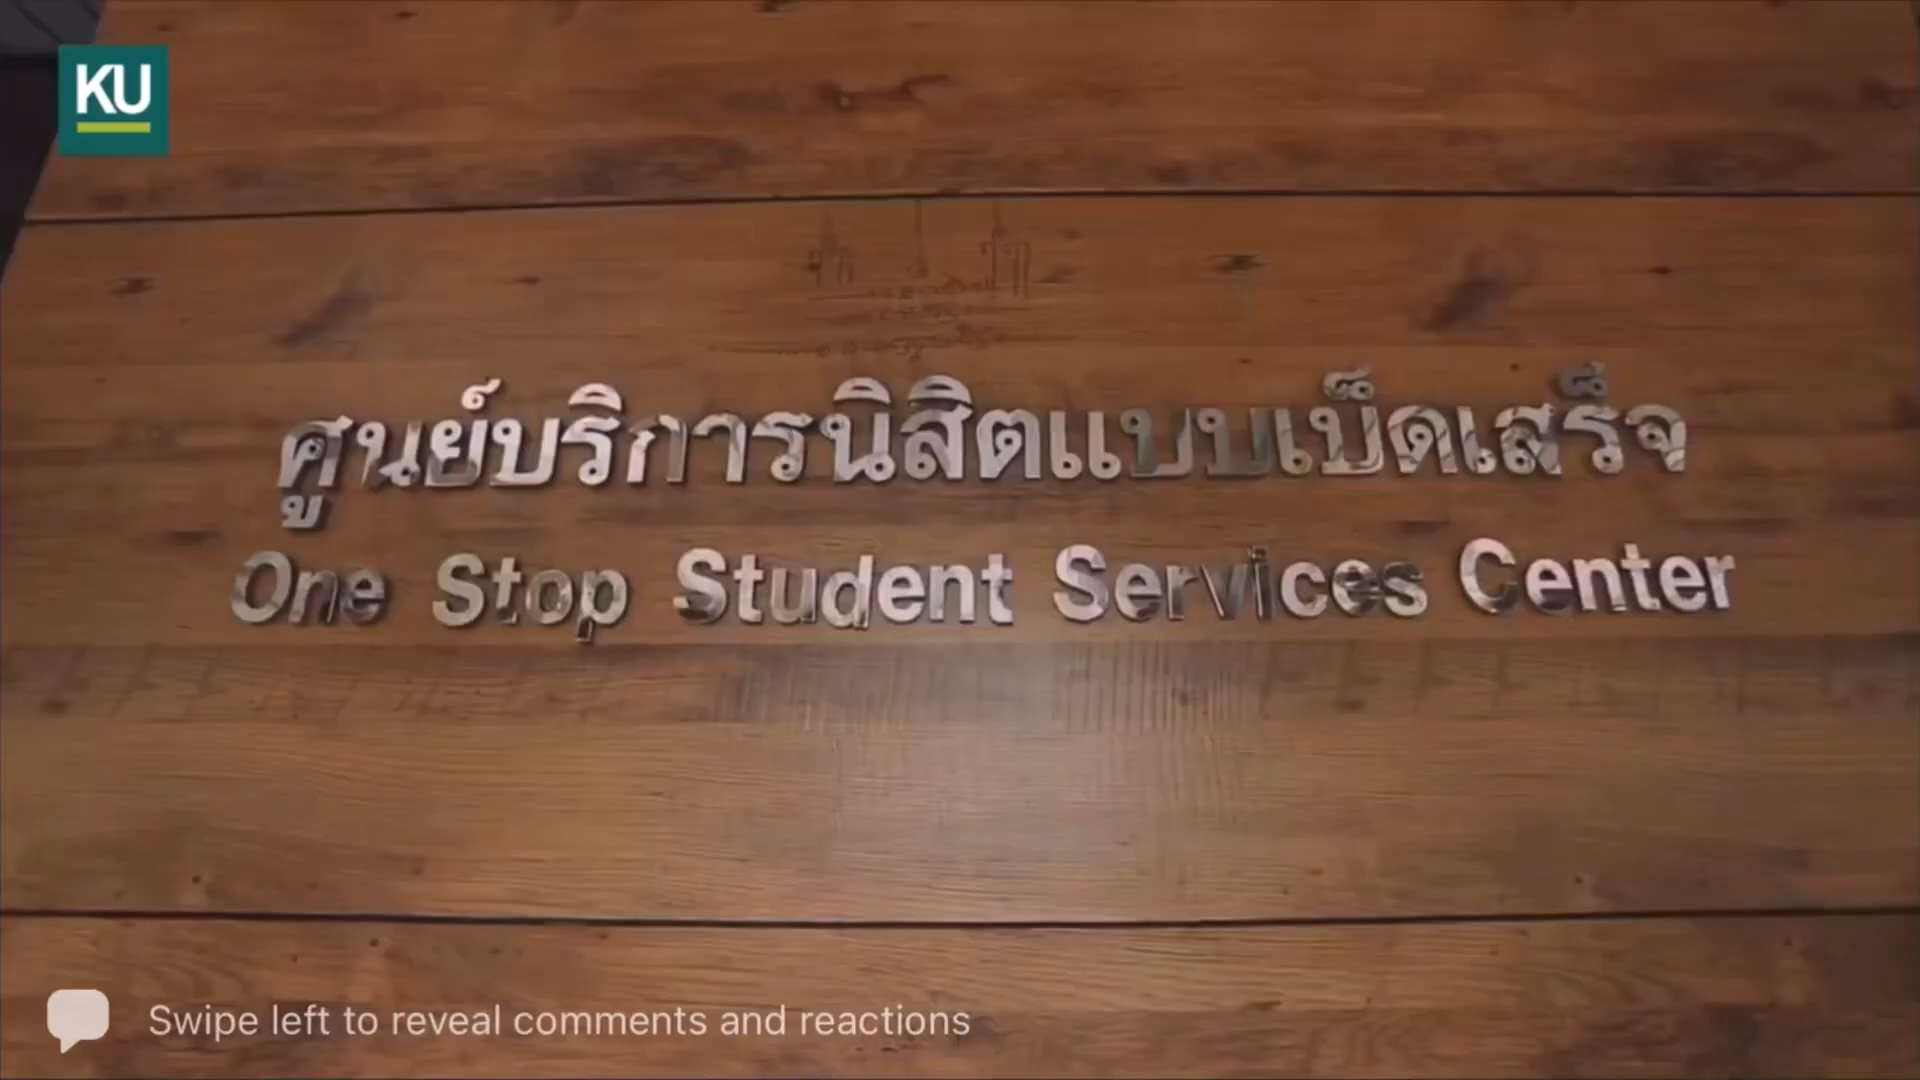 KU
ศูนย์บริการนิสิตแบบเบ็ดเสร็จ
One Stop Student Services Center
Swipe left to reveal comments and reactions